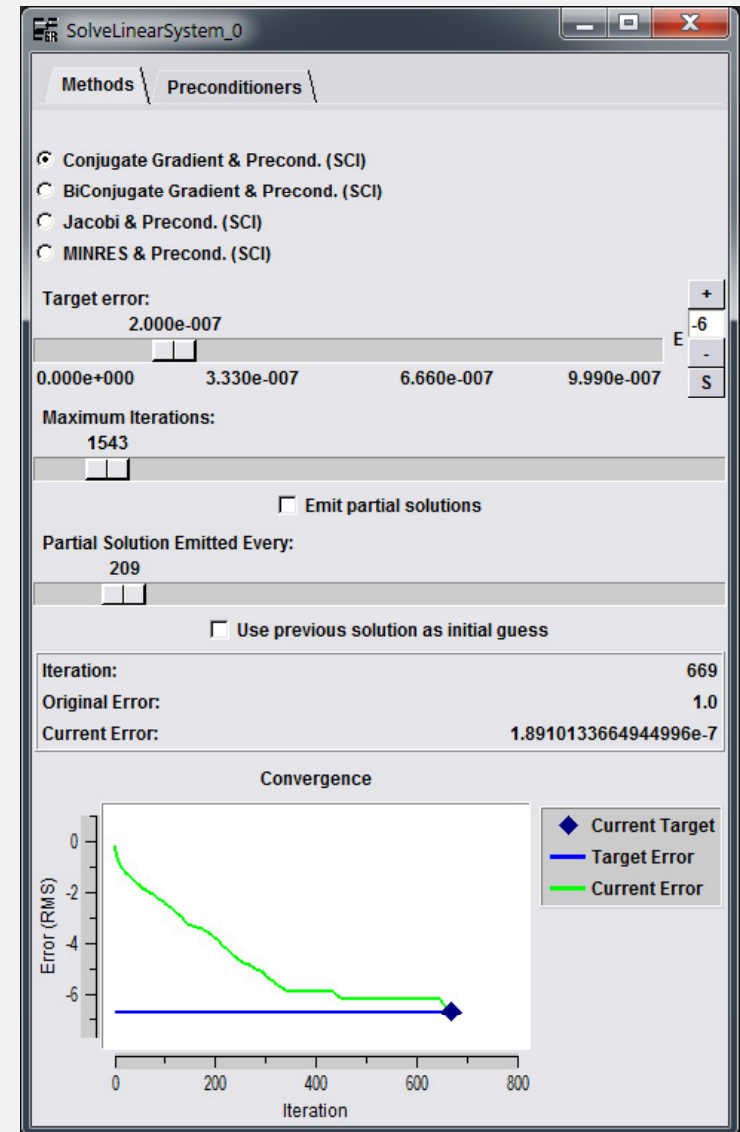 SolveLinearSystem_0
Methods Preconditioners
Conjugate Gradient & Precond. (SCI)
BiConjugate Gradient & Precond. (SCI)
Jacobi & Precond. (SCI)
MINRES & Precond. (SCI)
Target error:
2.000e-007
+
E -6
-
S
0.000e+000 3.330e-007 6.660e-007 9.990e-007
Maximum Iterations:
1543
Emit partial solutions
Partial Solution Emitted Every:
209
Use previous solution as initial guess
Iteration: 669
Original Error: 1.0
Current Error: 1.8910133664944996e-7
Convergence
Error (RMS)
0
-2
-4
-6
0 200 400 600 800
Iteration
Current Target
Target Error
Current Error